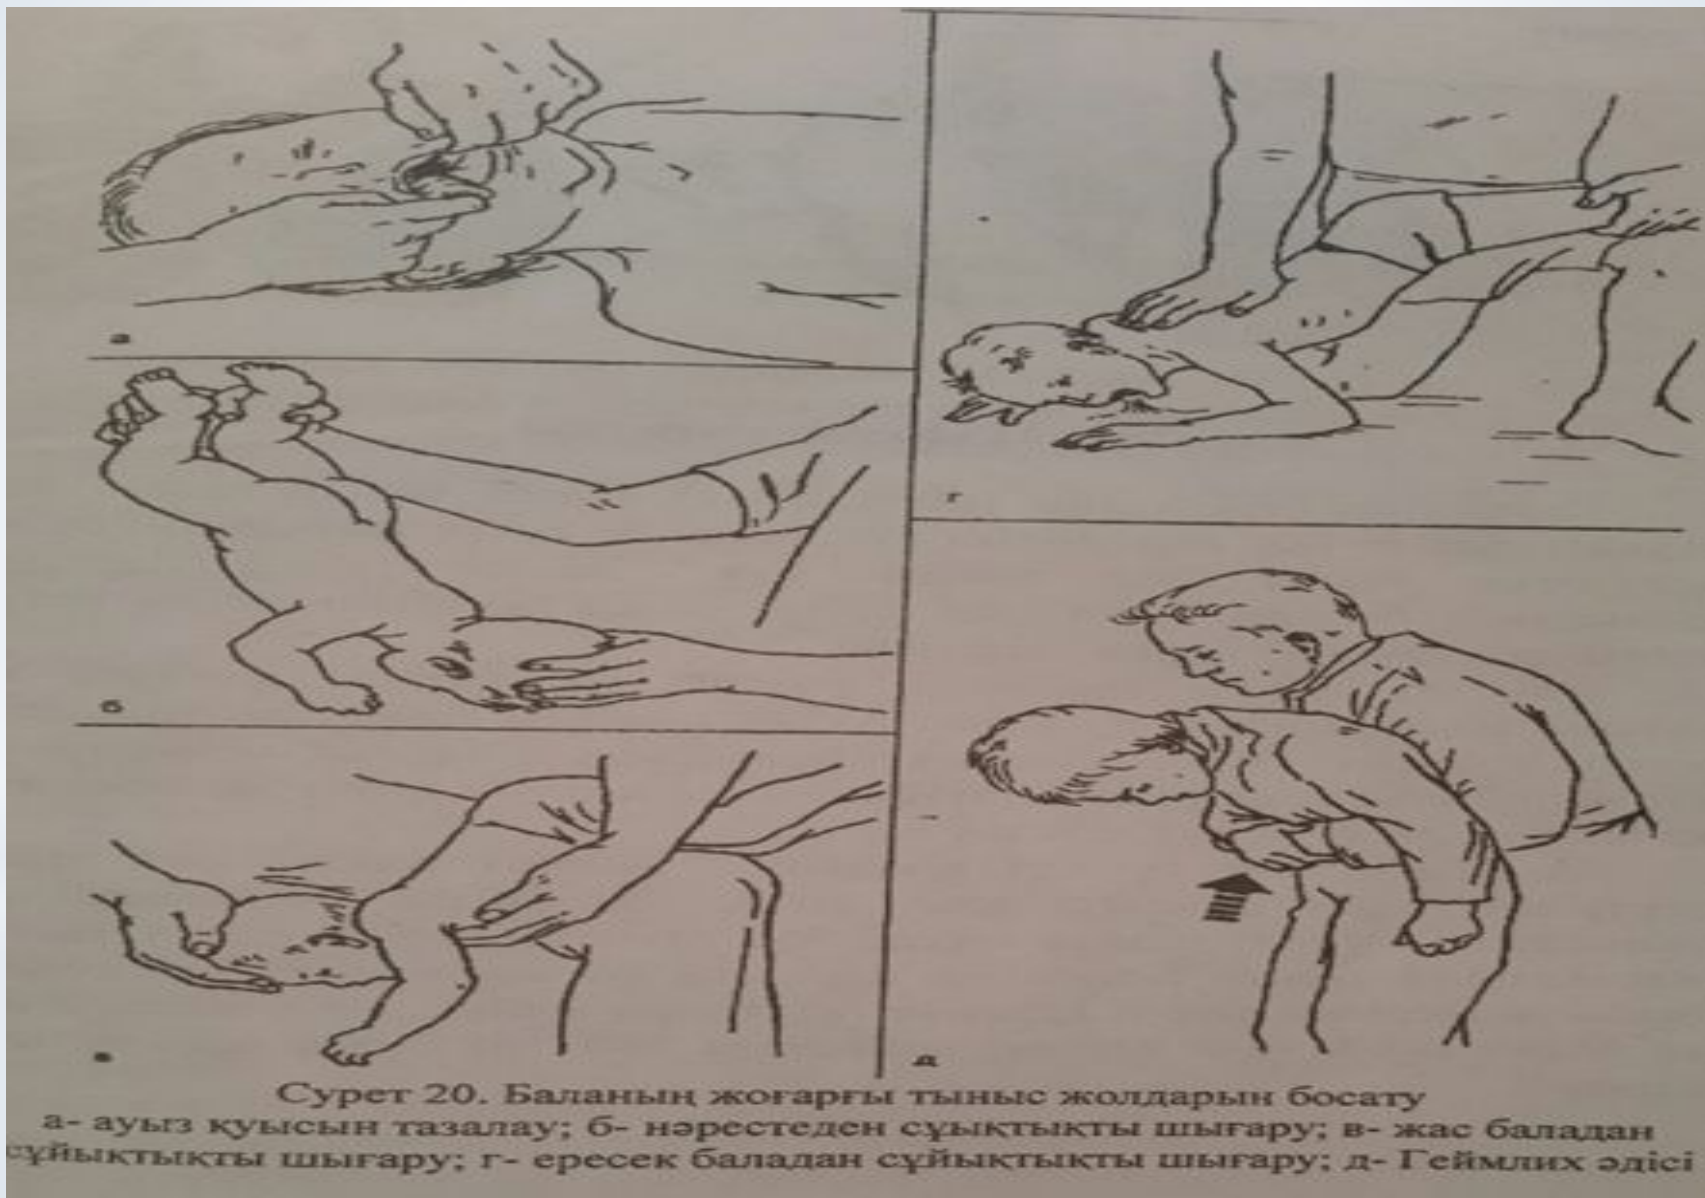 а
б
в
г
д
Сурет 20. Баланың жоғарғы тыныс жолдарын босату
а- ауыз қуысын тазалау; б- нәрестеден сұықтықты шығару; в- жас баладан
сұйықтықты шығару; г- ересек баладан сұйықтықты шығару; д- Геймлих әдісі